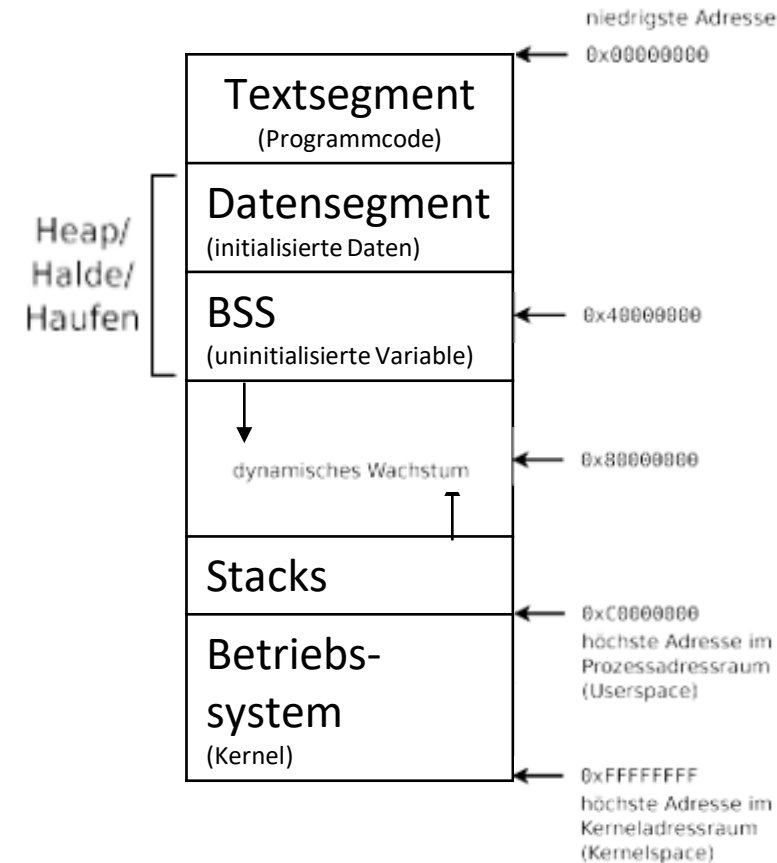 niedrigste Adresse
0x00000000
Textsegment
(Programmcode)
Heap/
Halde/
Haufen
Datensegment
(initialisierte Daten)
BSS
(uninitialisierte Variable)
0x40000000
dynamisches Wachstum
0x80000000
Stacks
0xC0000000
höchste Adresse im
Prozessadressraum
(Userspace)
Betriebs-
system
(Kernel)
0xFFFFFFFF
höchste Adresse im
Kerneladressraum
(Kernelspace)